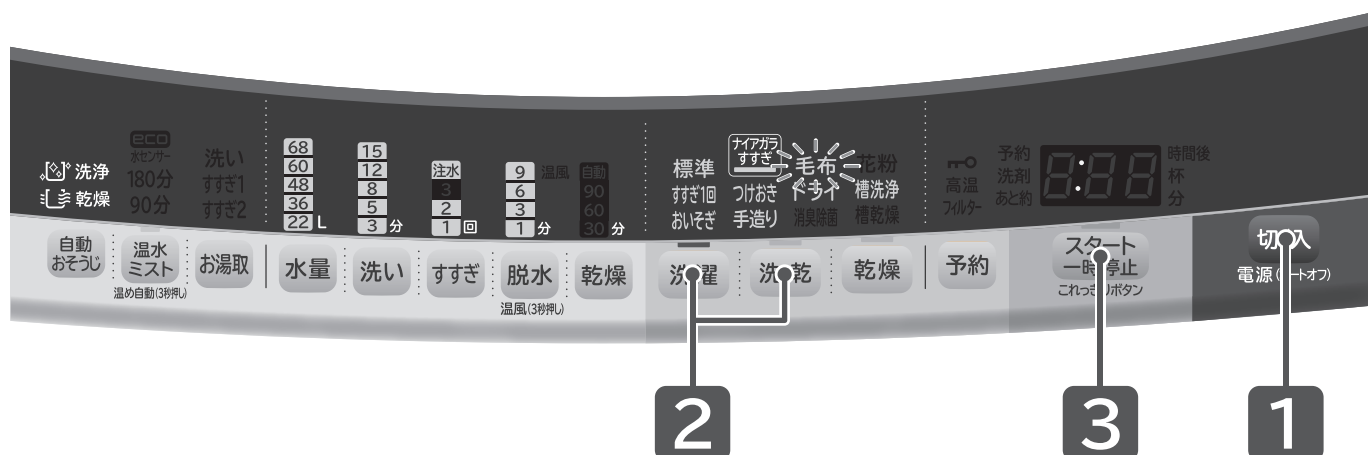 洗浄
乾燥
eco
水センサー
180分
90分
洗い
すすぎ1
すすぎ2
68
60
48
36
22 L
15
12
8
5
3 分
注水
3
2
1 回
9 温風
6
3
1 分
自動
90
60
30 分
標準
すすぎ1回
おいそぎ
ナイアガラ
すすぎ
つけおき
手造り
毛布
ドライ
消臭除菌
花粉
槽洗浄
槽乾燥
高温
フィルター
予約
洗剤
あと約
8:88
時間後
杯
分
自動
おそうじ
温水
ミスト
温め自動(3秒押し)
お湯取
水量
洗い
すすぎ
脱水
温風(3秒押し)
乾燥
洗濯
洗乾
乾燥
予約
スタート
一時停止
これっきりボタン
切 入
電源(オートオフ)
2
3
1